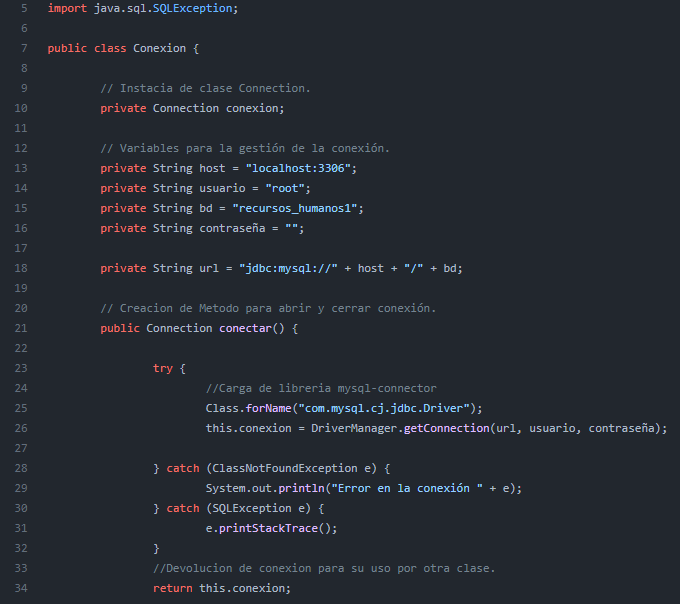 5 import java.sql.SQLException;
6
7 public class Conexion {
8
9 // Instacia de clase Connection.
10 private Connection conexion;
11
12 // Variables para la gestión de la conexión.
13 private String host = "localhost:3306";
14 private String usuario = "root";
15 private String bd = "recursos_humanos1";
16 private String contraseña = "";
17
18 private String url = "jdbc:mysql://" + host + "/" + bd;
19
20 // Creacion de Metodo para abrir y cerrar conexión.
21 public Connection conectar() {
22
23 try {
24 //Carga de libreria mysql-connector
25 Class.forName("com.mysql.cj.jdbc.Driver");
26 this.conexion = DriverManager.getConnection(url, usuario, contraseña);
27
28 } catch (ClassNotFoundException e) {
29 System.out.println("Error en la conexión " + e);
30 } catch (SQLException e) {
31 e.printStackTrace();
32 }
33 //Devolucion de conexion para su uso por otra clase.
34 return this.conexion;